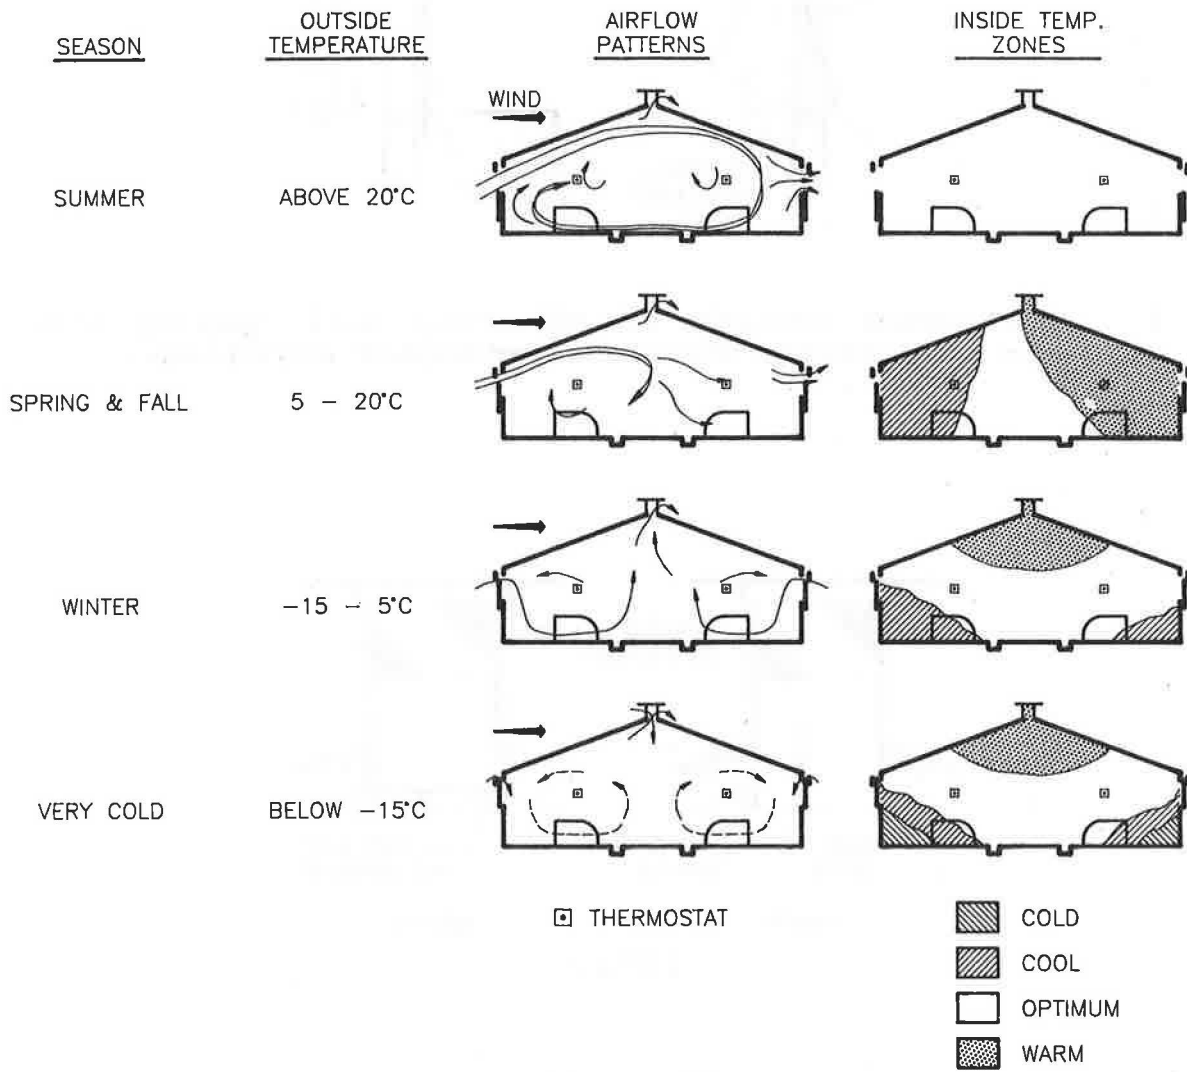 SEASON
OUTSIDE
TEMPERATURE
AIRFLOW
PATTERNS
INSIDE TEMP.
ZONES
WIND
SUMMER
ABOVE 20°C
SPRING & FALL
5 – 20°C
WINTER
–15 – 5°C
VERY COLD
BELOW –15°C
THERMOSTAT
COLD
COOL
OPTIMUM
WARM